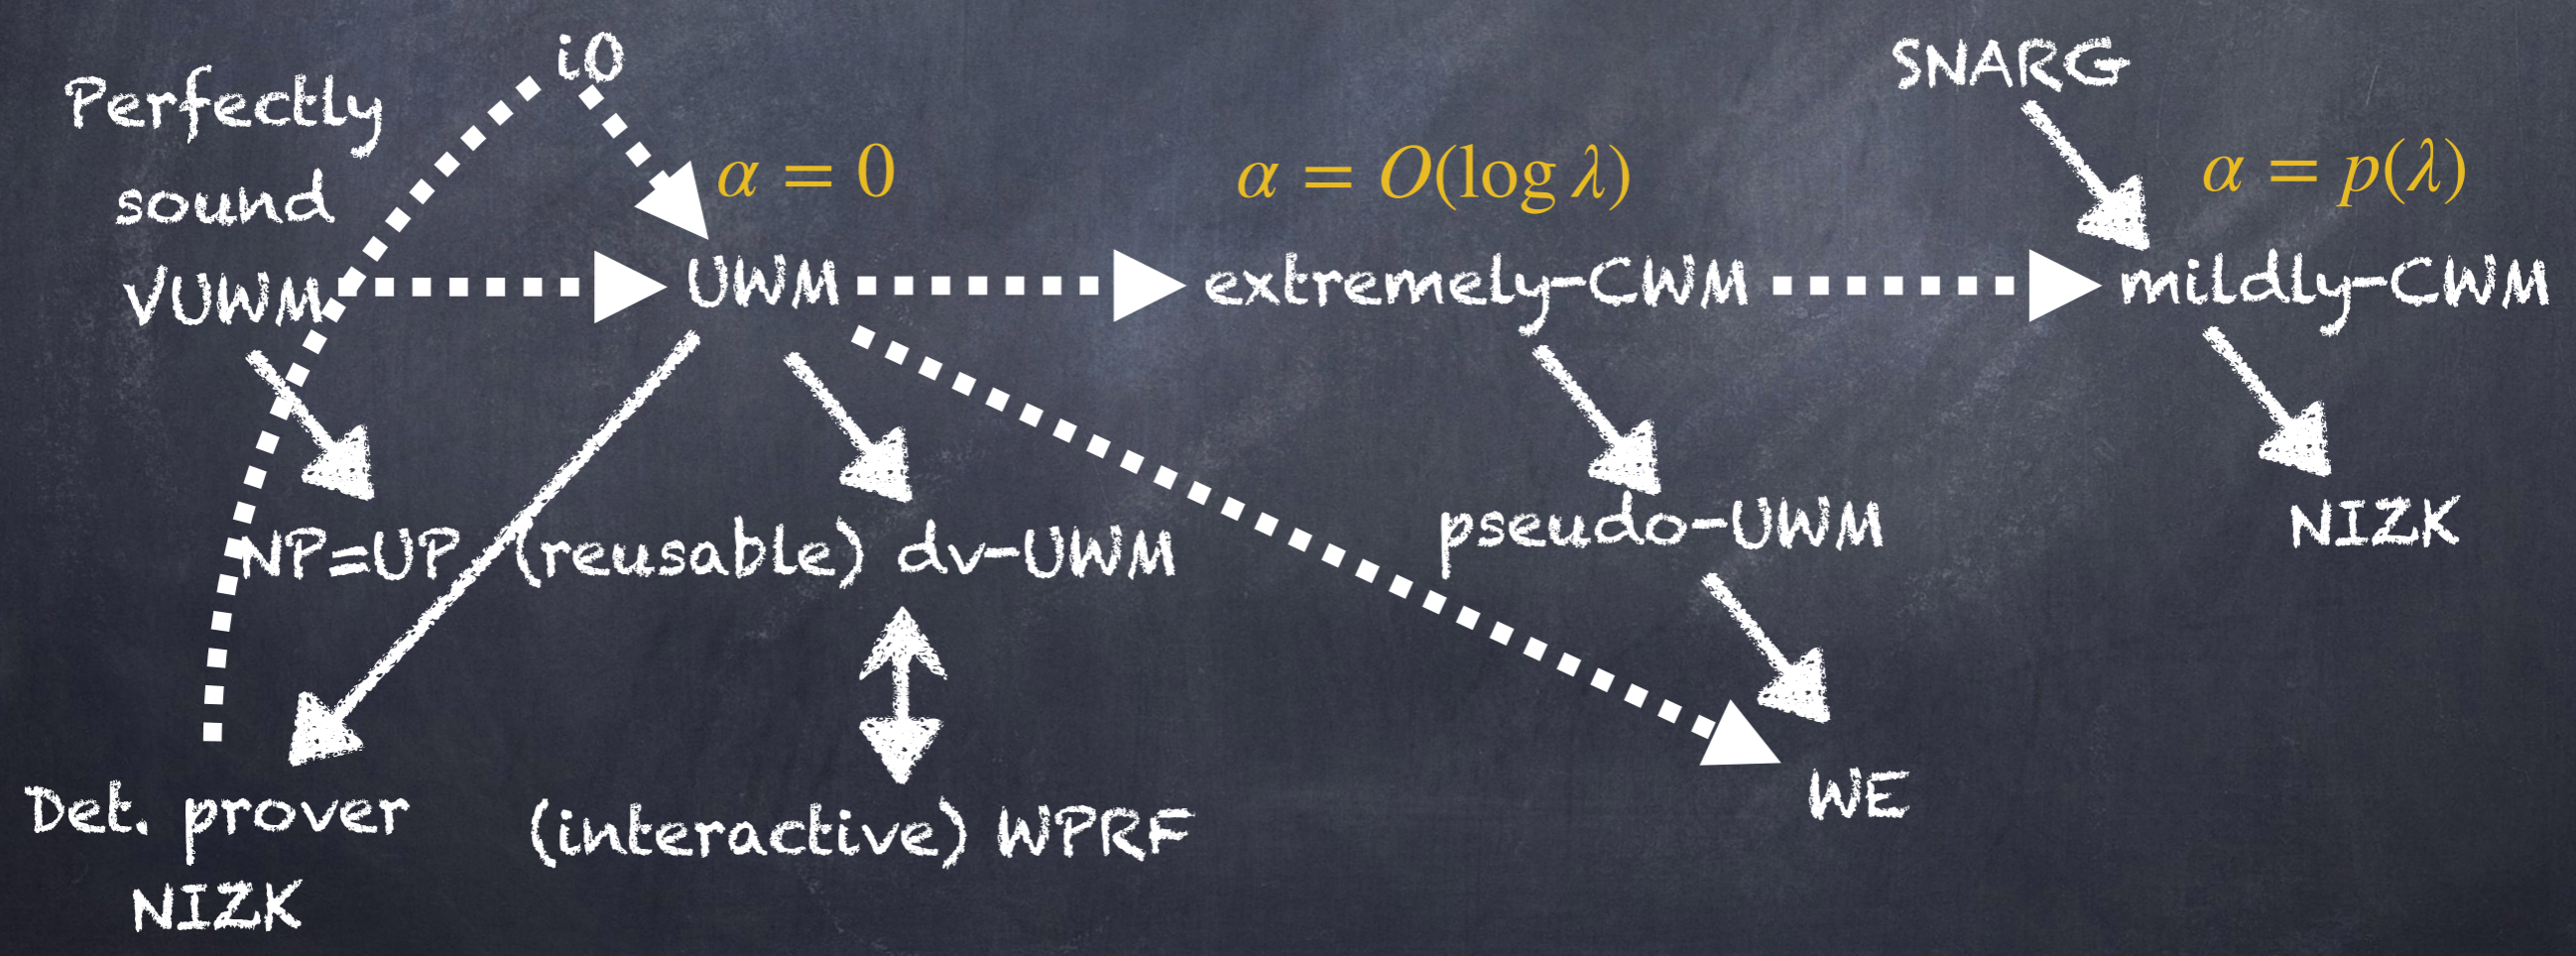 iO
SNARG
Perfectly
sound
VUWM
α = 0
α = O(log λ)
α = p(λ)
UWM
extremely-CWM
mildly-CWM
NP=UP
(reusable) dv-UWM
pseudo-UWM
NIZK
Det. prover
NIZK
(interactive) WPRF
WE